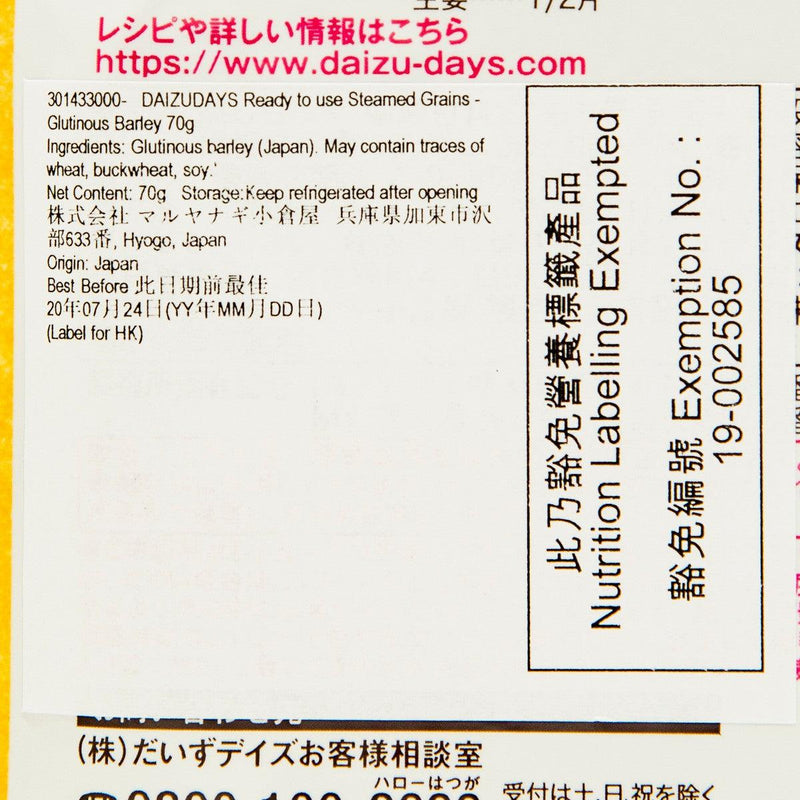 レシピや詳しい情報はこちら
https://www.daizu-days.com
301433000- DAIZUDAYS Ready to use Steamed Grains -
Glutinous Barley 70g
Ingredients: Glutinous barley (Japan). May contain traces of
wheat, buckwheat, soy.
Net Content: 70g Storage:Keep refrigerated after opening
株式会社 マルヤナギ小倉屋 兵庫県加東市沢
部633番, Hyogo, Japan
Origin: Japan
Best Before 此日期前最佳
20年07月24日(YY年MM月DD日)
(Label for HK)
此乃豁免營養標籤產品
Nutrition Labelling Exempted
豁免編號 Exemption No. :
19-002585
(株)だいずデイズお客様相談室
ハローはつが
受付は土,日,祝を除く